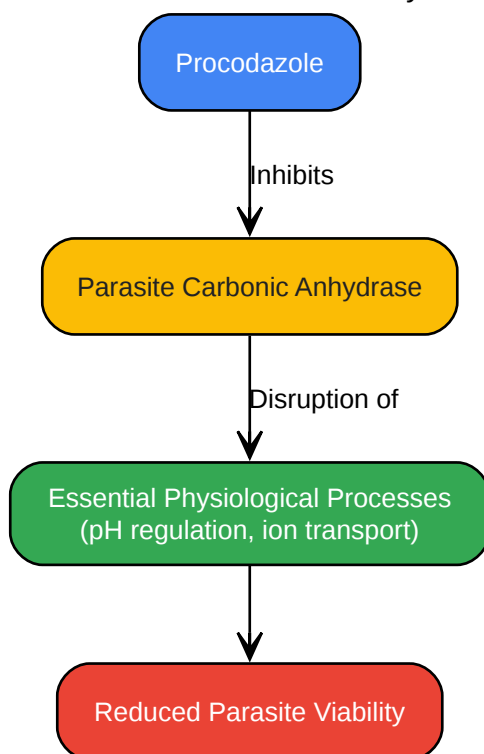 Procodazole
Inhibits
Parasite Carbonic Anhydrase
Disruption of
Essential Physiological Processes
(pH regulation, ion transport)
Reduced Parasite Viability